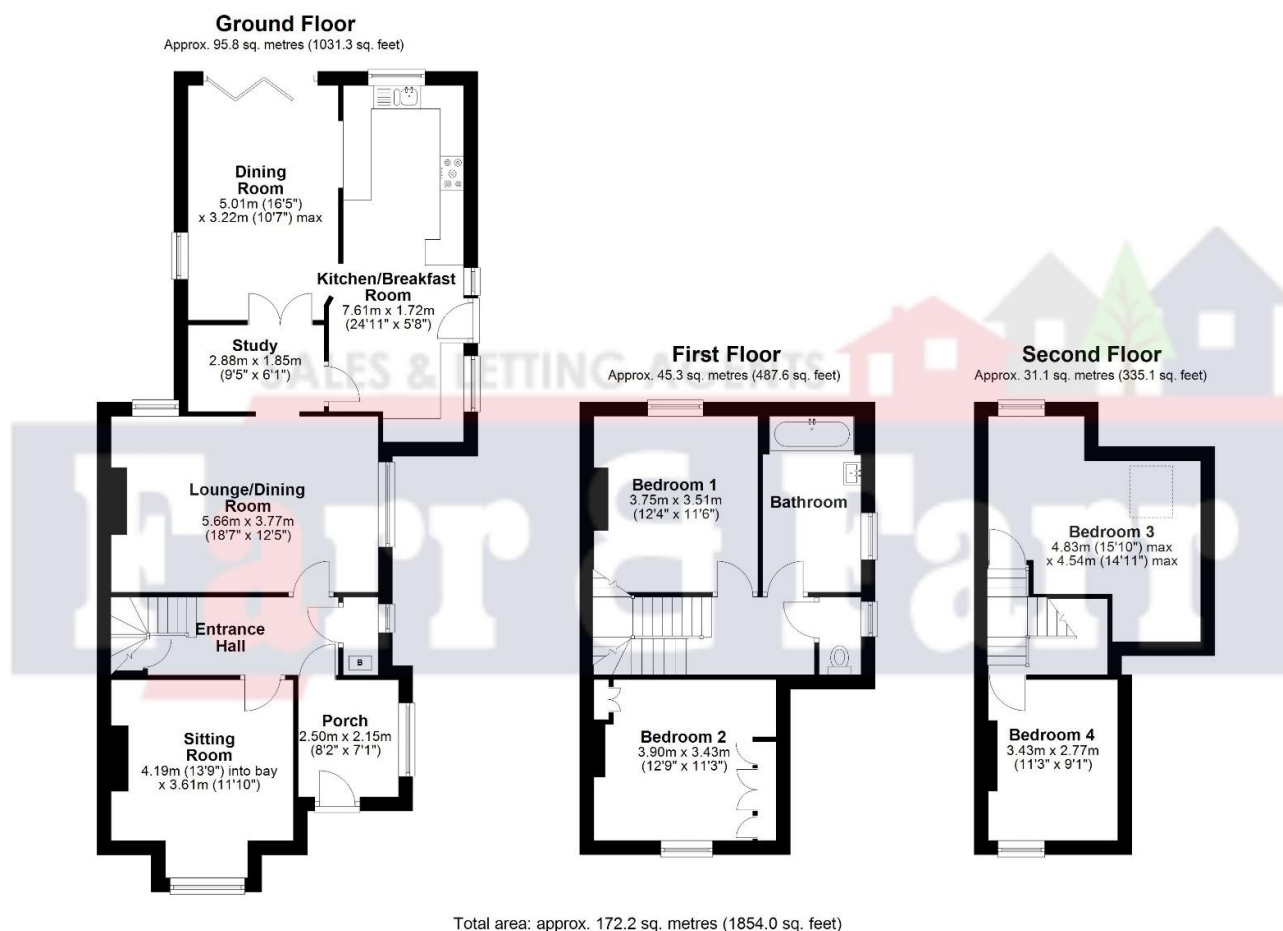 Ground Floor
Approx. 95.8 sq. metres (1031.3 sq. feet)
Dining
Room
5.01m (16'5")
x 3.22m (10'7") max
Kitchen/Breakfast
Room
7.61m x 1.72m
(24'11" x 5'8")
Study
2.88m x 1.85m
(9'5" x 6'1")
Lounge/Dining
Room
5.66m x 3.77m
(18'7" x 12'5")
Entrance
Hall
B
Sitting
Room
4.19m (13'9") into bay
x 3.61m (11'10")
Porch
2.50m x 2.15m
(8'2" x 7'1")
First Floor
Approx. 45.3 sq. metres (487.6 sq. feet)
Bedroom 1
3.75m x 3.51m
(12'4" x 11'6")
Bathroom
Bedroom 2
3.90m x 3.43m
(12'9" x 11'3")
Second Floor
Approx. 31.1 sq. metres (335.1 sq. feet)
Bedroom 3
4.83m (15'10") max
x 4.54m (14'11") max
Bedroom 4
3.43m x 2.77m
(11'3" x 9'1")
SALES & LETTING AGENTS
Farr & Farr
Total area: approx. 172.2 sq. metres (1854.0 sq. feet)